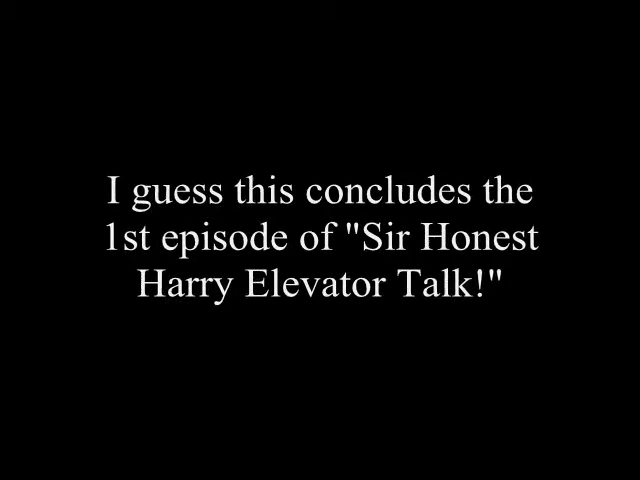 I guess this concludes the
1st episode of "Sir Honest
Harry Elevator Talk!"